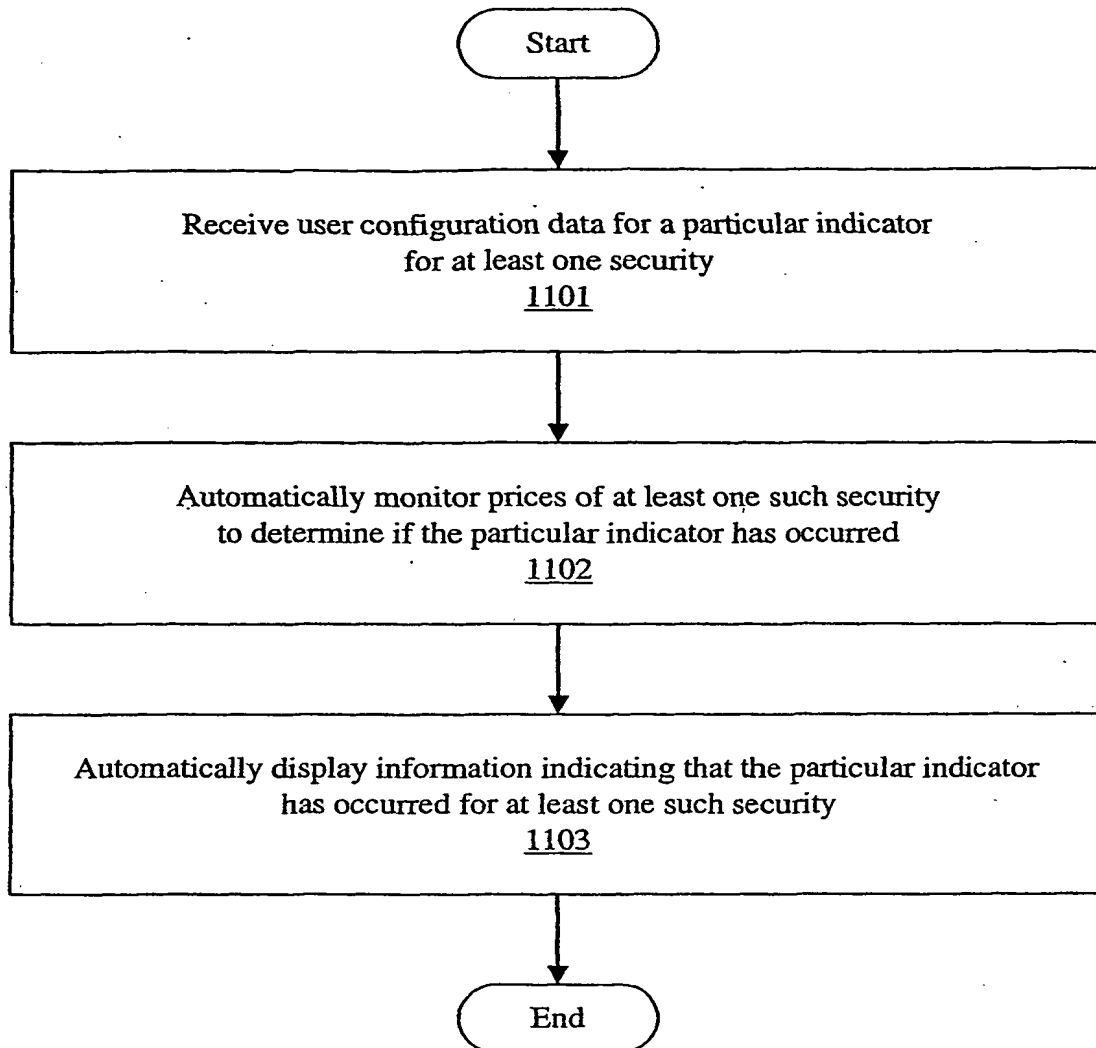 Start
Receive user configuration data for a particular indicator
for at least one security
1101
Automatically monitor prices of at least one such security
to determine if the particular indicator has occurred
1102
Automatically display information indicating that the particular indicator
has occurred for at least one such security
1103
End